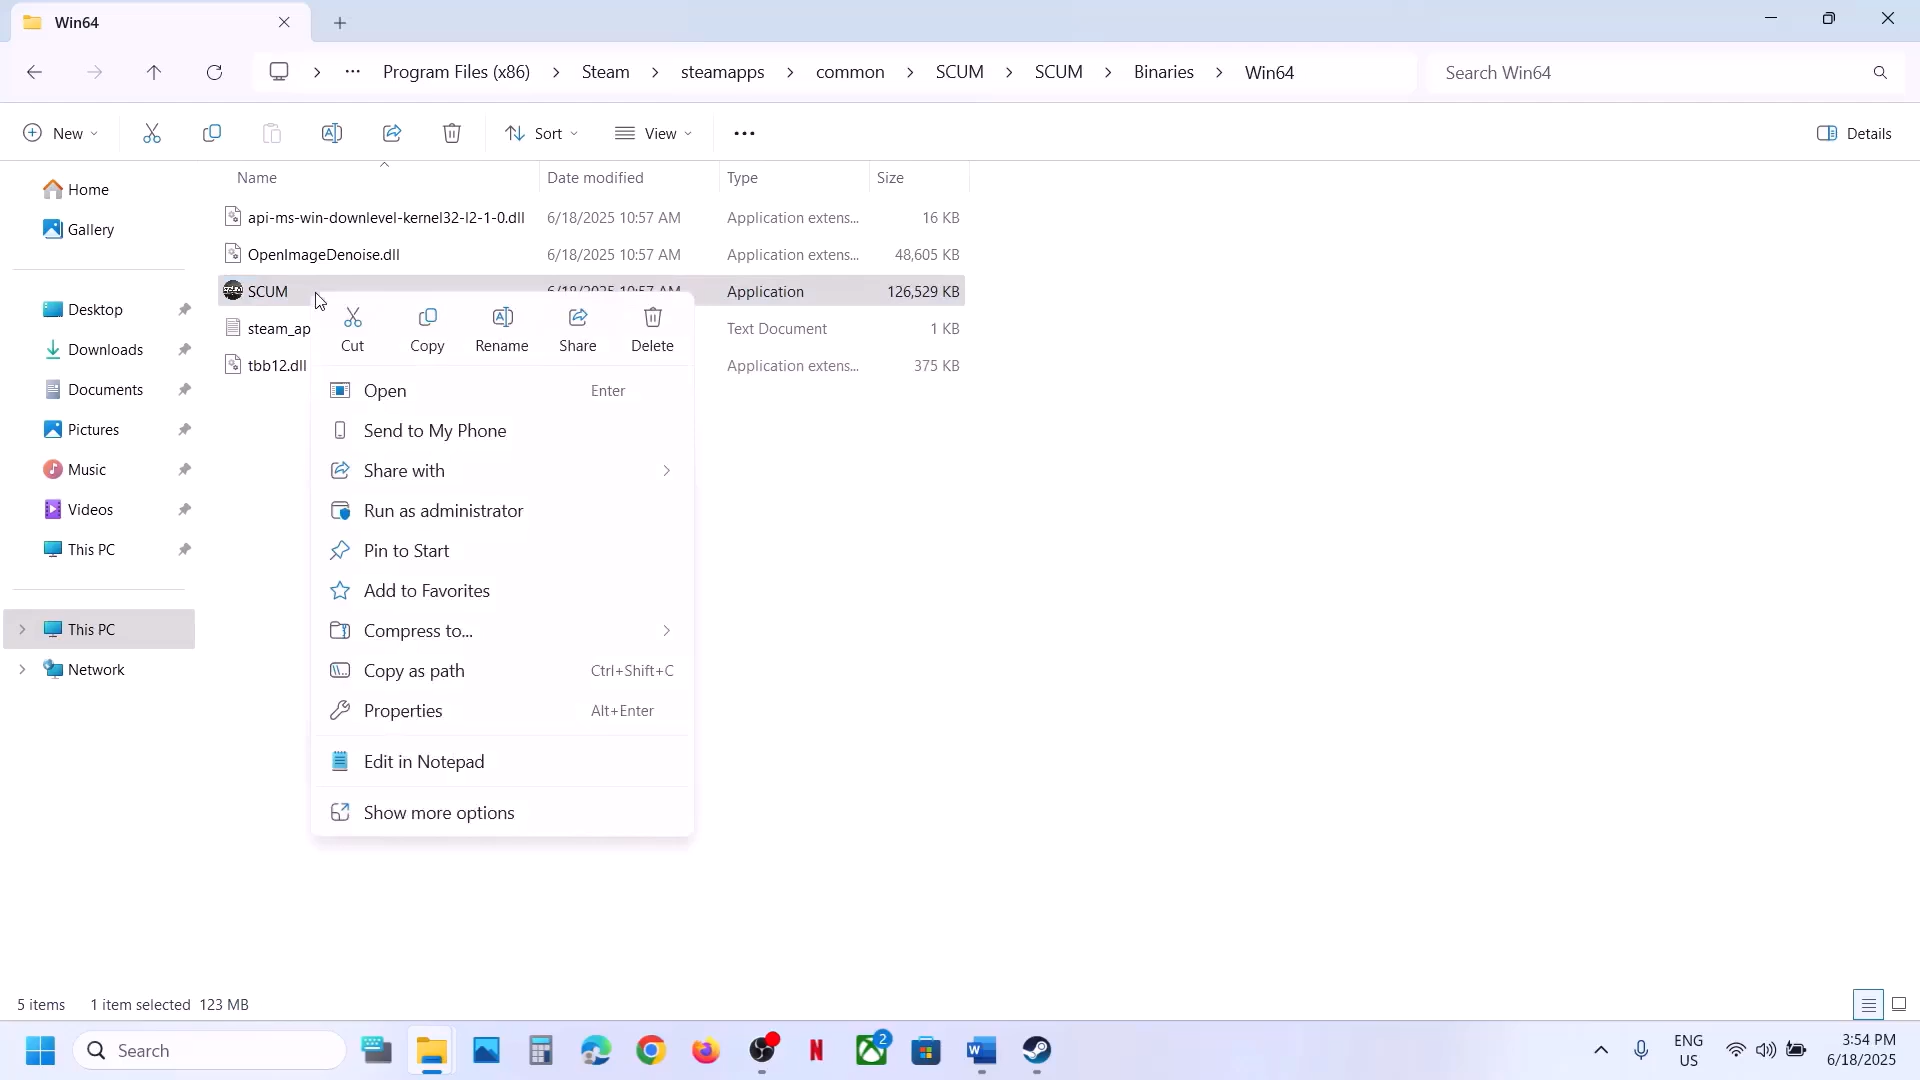 Win64
Program Files (x86) > Steam > steamapps > common > SCUM > SCUM > Binaries > Win64
Search Win64
New
Sort
View
Details
Name Date modified Type Size
Home
Gallery
Desktop
Downloads
Documents
Pictures
Music
Videos
This PC
This PC
Network
api-ms-win-downlevel-kernel32-l2-1-0.dll 6/18/2025 10:57 AM Application extens... 16 KB
OpenImageDenoise.dll 6/18/2025 10:57 AM Application extens... 48,605 KB
SCUM 6/18/2025 10:57 AM Application 126,529 KB
steam_ap Text Document 1 KB
tbb12.dll Application extens... 375 KB
Cut Copy Rename Share Delete
Open Enter
Send to My Phone
Share with
Run as administrator
Pin to Start
Add to Favorites
Compress to...
Copy as path Ctrl+Shift+C
Properties Alt+Enter
Edit in Notepad
Show more options
5 items 1 item selected 123 MB
Search
2
ENG
US
3:54 PM
6/18/2025